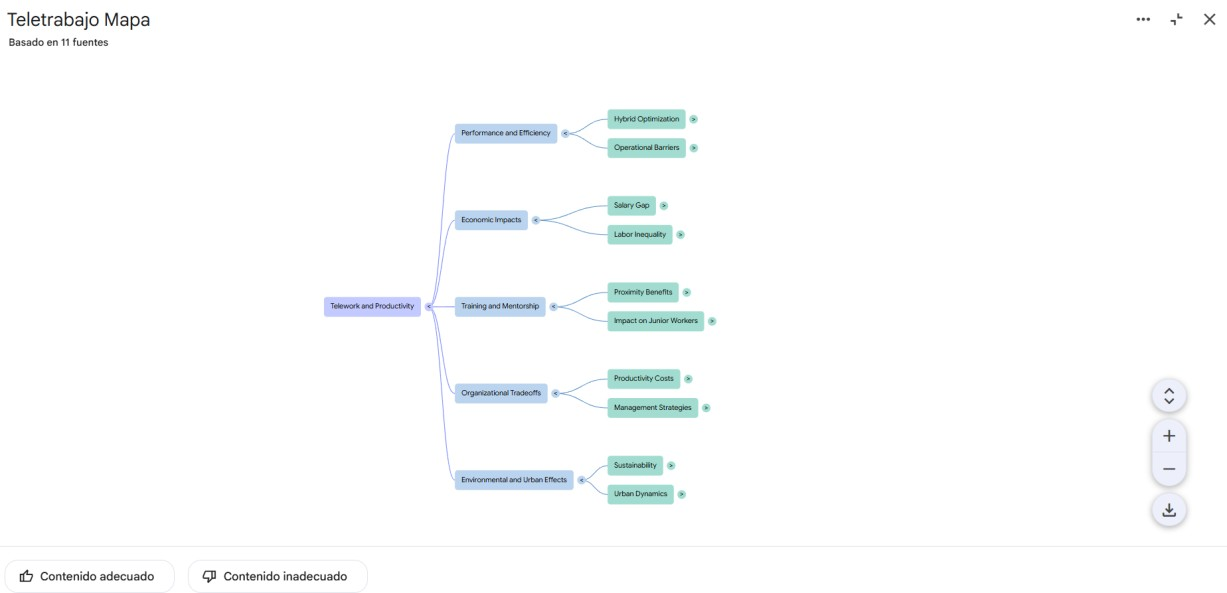 Teletrabajo Mapa
Basado en 11 fuentes
Telework and Productivity
Performance and Efficiency
Hybrid Optimization
Operational Barriers
Economic Impacts
Salary Gap
Labor Inequality
Training and Mentorship
Proximity Benefits
Impact on Junior Workers
Organizational Tradeoffs
Productivity Costs
Management Strategies
Environmental and Urban Effects
Sustainability
Urban Dynamics
Contenido adecuado
Contenido inadecuado